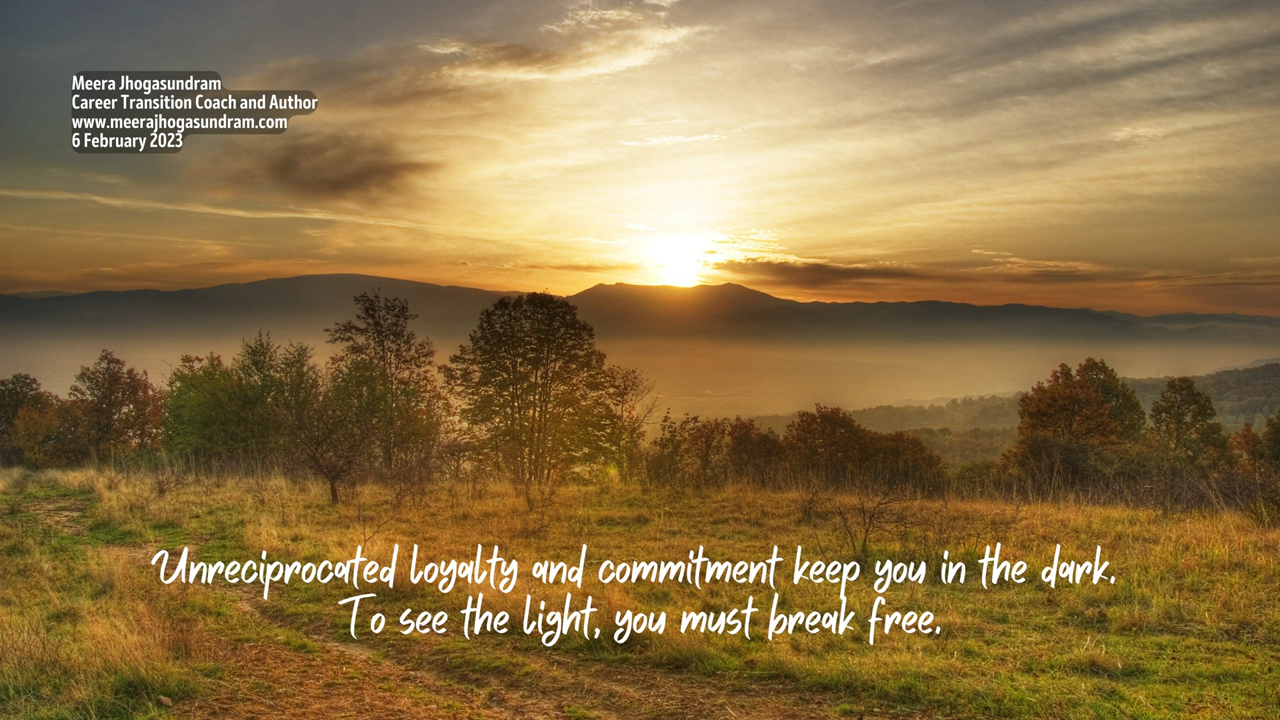 Meera Jhogasundram
Career Transition Coach and Author
www.meerajhogasundram.com
6 February 2023
Unreciprocated loyalty and commitment keep you in the dark.
To see the light, you must break free.